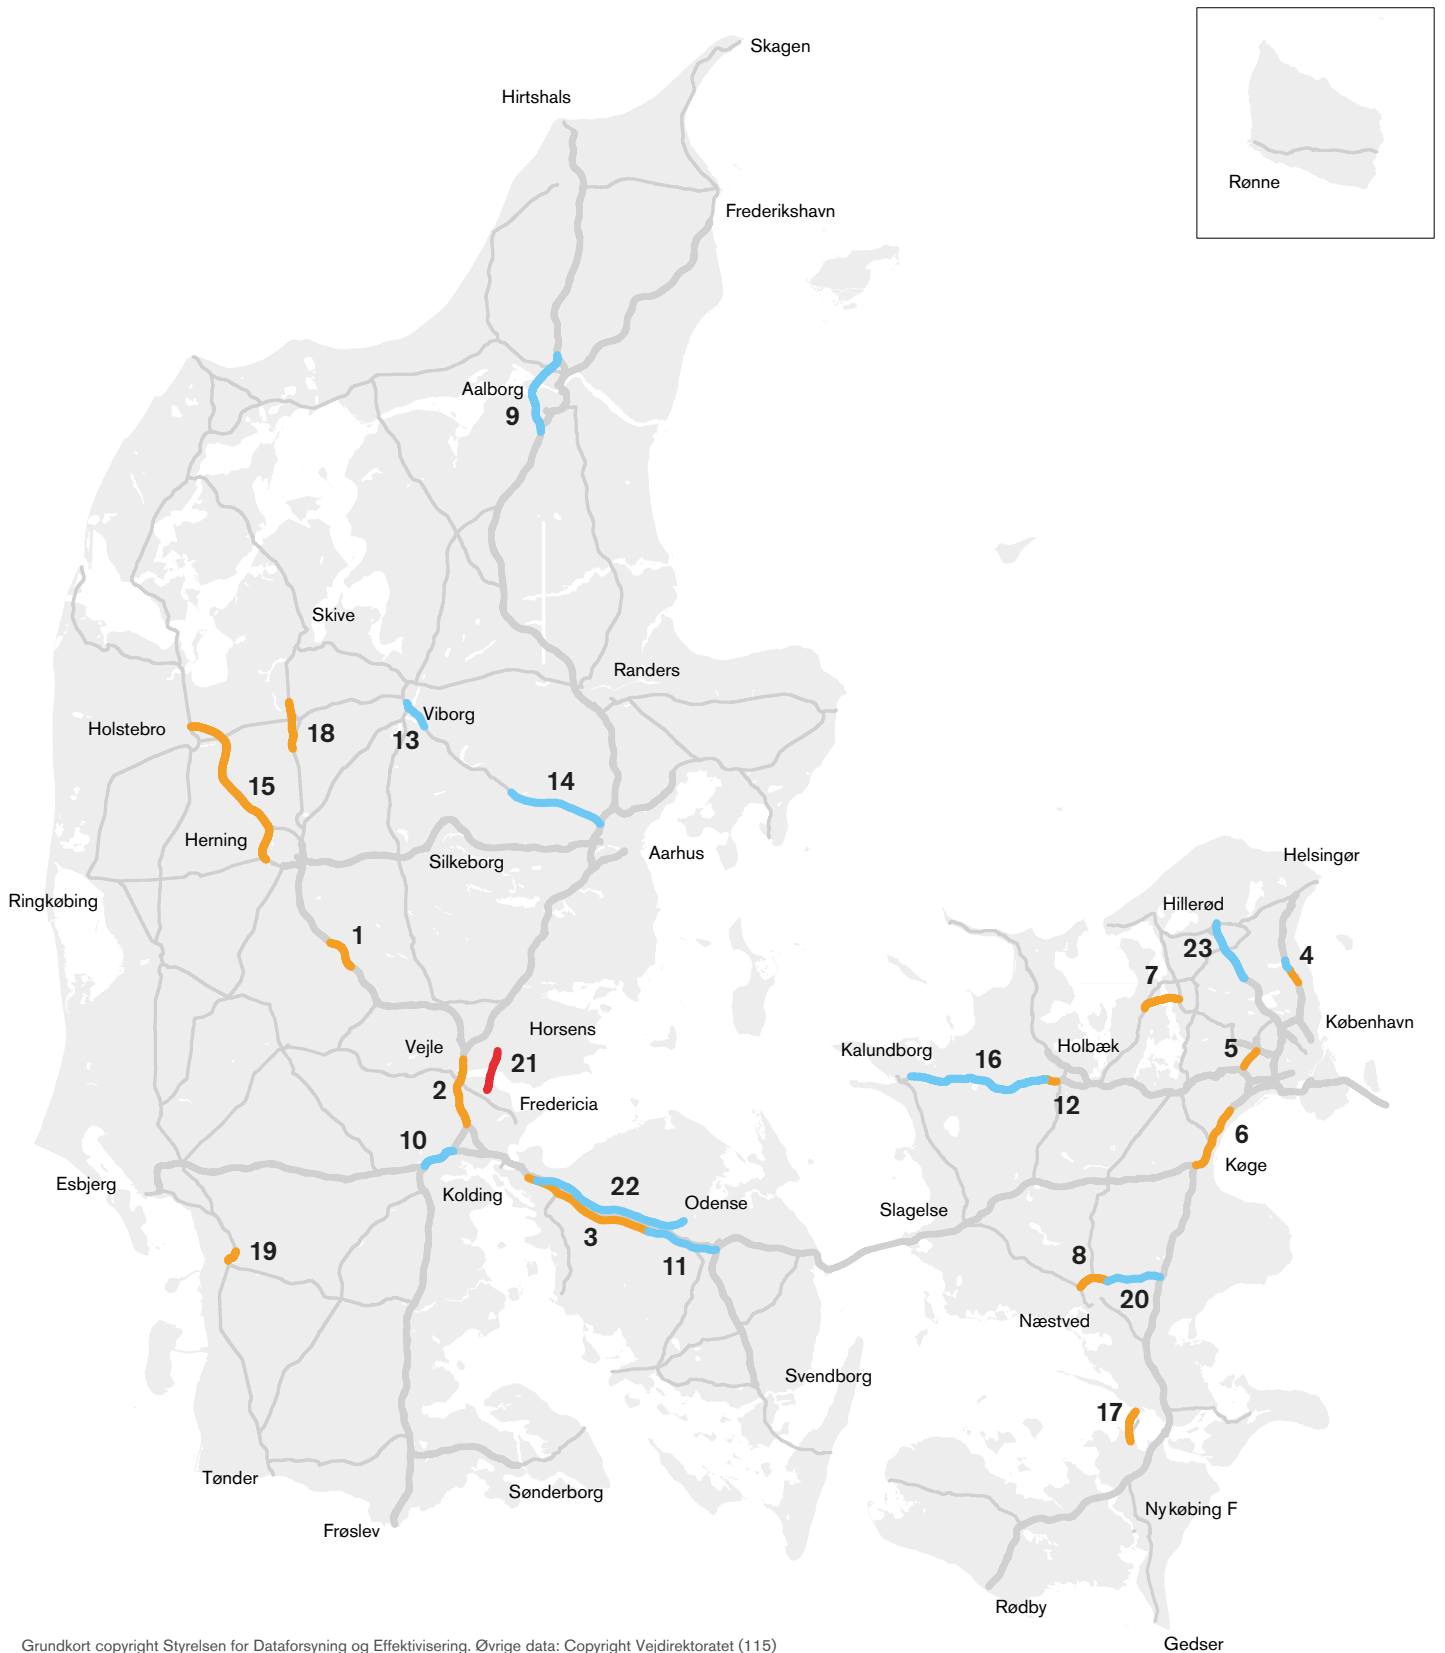 Skagen
Hirtshals
Rønne
Frederikshavn
Aalborg
9
Skive
Randers
Holstebro
18
Viborg
13
15
14
Herning
Silkeborg
Aarhus
Helsingør
Ringkøbing
Hillerød
1
23
4
7
København
Horsens
Vejle
Kalundborg
16
Holbæk
5
21
2
Fredericia
12
10
6
Køge
Esbjerg
Kolding
22
Odense
Slagelse
3
19
11
8
20
Næstved
Svendborg
17
Tønder
Sønderborg
Nykøbing F
Frøslev
Rødby
Gedser
Grundkort copyright Styrelsen for Dataforsyning og Effektivisering. Øvrige data: Copyright Vejdirektoratet (115)